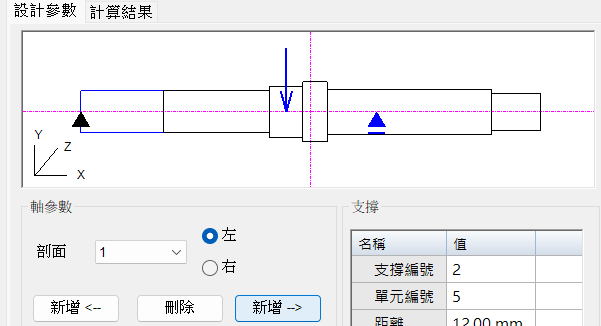 設計參數 計算結果
Y
Z
X
軸參數
剖面 1
左
右
新增 <-- 刪除 新增 -->
支撐
名稱 值
支撐編號 2
單元編號 5
距離 12.00 mm